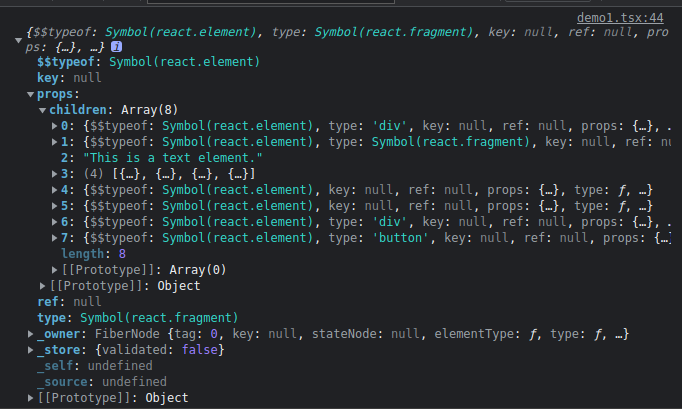 demo1.tsx:44
{$$typeof: Symbol(react.element), type: Symbol(react.fragment), key: null, ref: null, pro
ps: {…}, …} i
$$typeof: Symbol(react.element)
key: null
props:
children: Array(8)
0: {$$typeof: Symbol(react.element), type: 'div', key: null, ref: null, props: {…}, …
1: {$$typeof: Symbol(react.element), type: Symbol(react.fragment), key: null, ref: nu
2: "This is a text element."
3: (4) [{…}, {…}, {…}, {…}]
4: {$$typeof: Symbol(react.element), key: null, ref: null, props: {…}, type: ƒ, …}
5: {$$typeof: Symbol(react.element), key: null, ref: null, props: {…}, type: ƒ, …}
6: {$$typeof: Symbol(react.element), type: 'div', key: null, ref: null, props: {…}, …
7: {$$typeof: Symbol(react.element), type: 'button', key: null, ref: null, props: {…}
length: 8
[[Prototype]]: Array(0)
[[Prototype]]: Object
ref: null
type: Symbol(react.fragment)
_owner: FiberNode {tag: 0, key: null, stateNode: null, elementType: ƒ, type: ƒ, …}
_store: {validated: false}
_self: undefined
_source: undefined
[[Prototype]]: Object